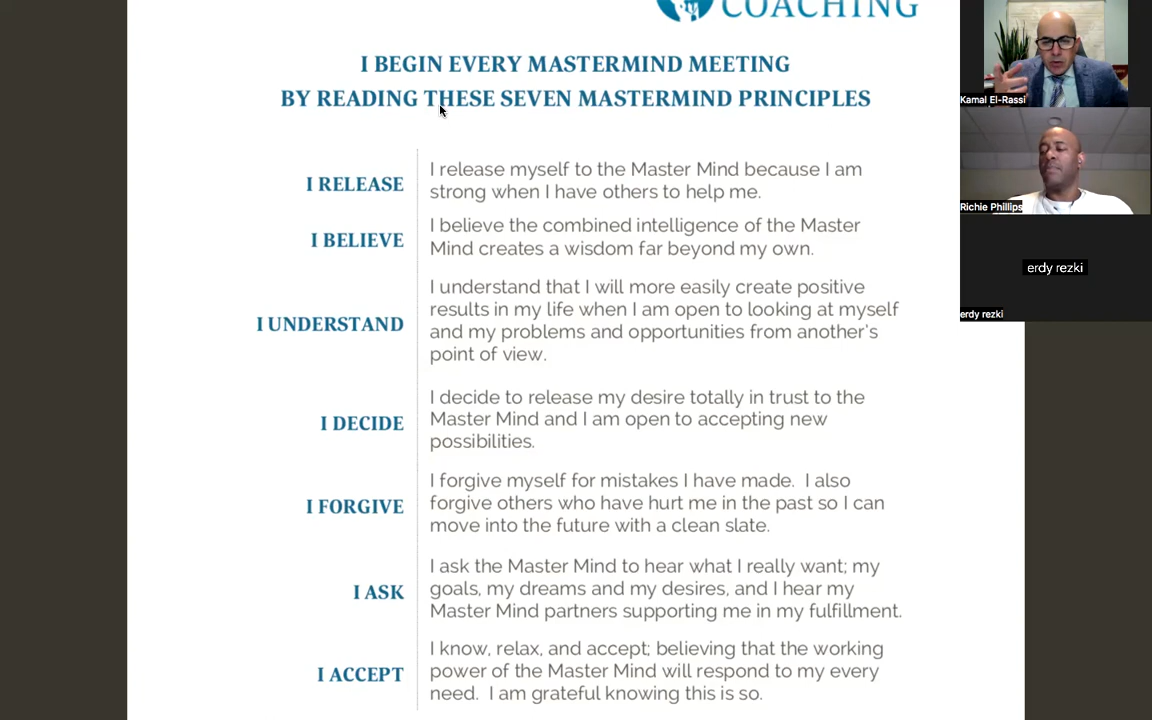 COACHING
I BEGIN EVERY MASTERMIND MEETING
BY READING THESE SEVEN MASTERMIND PRINCIPLES
I RELEASE
I release myself to the Master Mind because I am
strong when I have others to help me.
I BELIEVE
I believe the combined intelligence of the Master
Mind creates a wisdom far beyond my own.
I UNDERSTAND
I understand that I will more easily create positive
results in my life when I am open to looking at myself
and my problems and opportunities from another's
point of view.
I DECIDE
I decide to release my desire totally in trust to the
Master Mind and I am open to accepting new
possibilities.
I FORGIVE
I forgive myself for mistakes I have made.  I also
forgive others who have hurt me in the past so I can
move into the future with a clean slate.
I ASK
I ask the Master Mind to hear what I really want; my
goals, my dreams and my desires, and I hear my
Master Mind partners supporting me in my fulfillment.
I ACCEPT
I know, relax, and accept; believing that the working
power of the Master Mind will respond to my every
need.  I am grateful knowing this is so.
Kamal El-Rassi
Richie Phillips
erdy rezki
erdy rezki